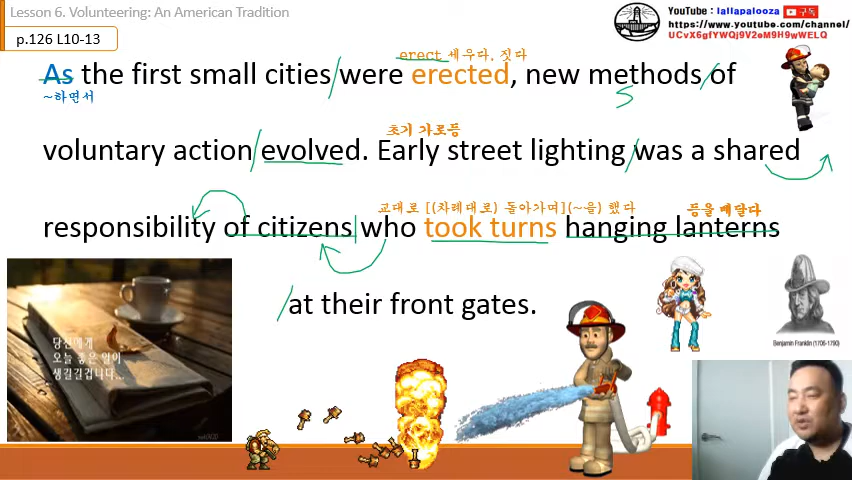 Lesson 6. Volunteering: An American Tradition
YouTube : lallapalooza 구독
https://www.youtube.com/channel/
UCvX6gfYWQj9V2eM9H9wWELQ
p.126 L10-13
erect 세우다, 짓다
As the first small cities were erected, new methods of
~하면서
S
초기 가로등
voluntary action evolved. Early street lighting was a shared
교대로 [(차례대로) 돌아가며](~을) 했다
등을 매달다
responsibility of citizens who took turns hanging lanterns
at their front gates.
당신에게
오늘 좋은 일이
생길겁니다...
Benjamin Franklin (1706-1790)